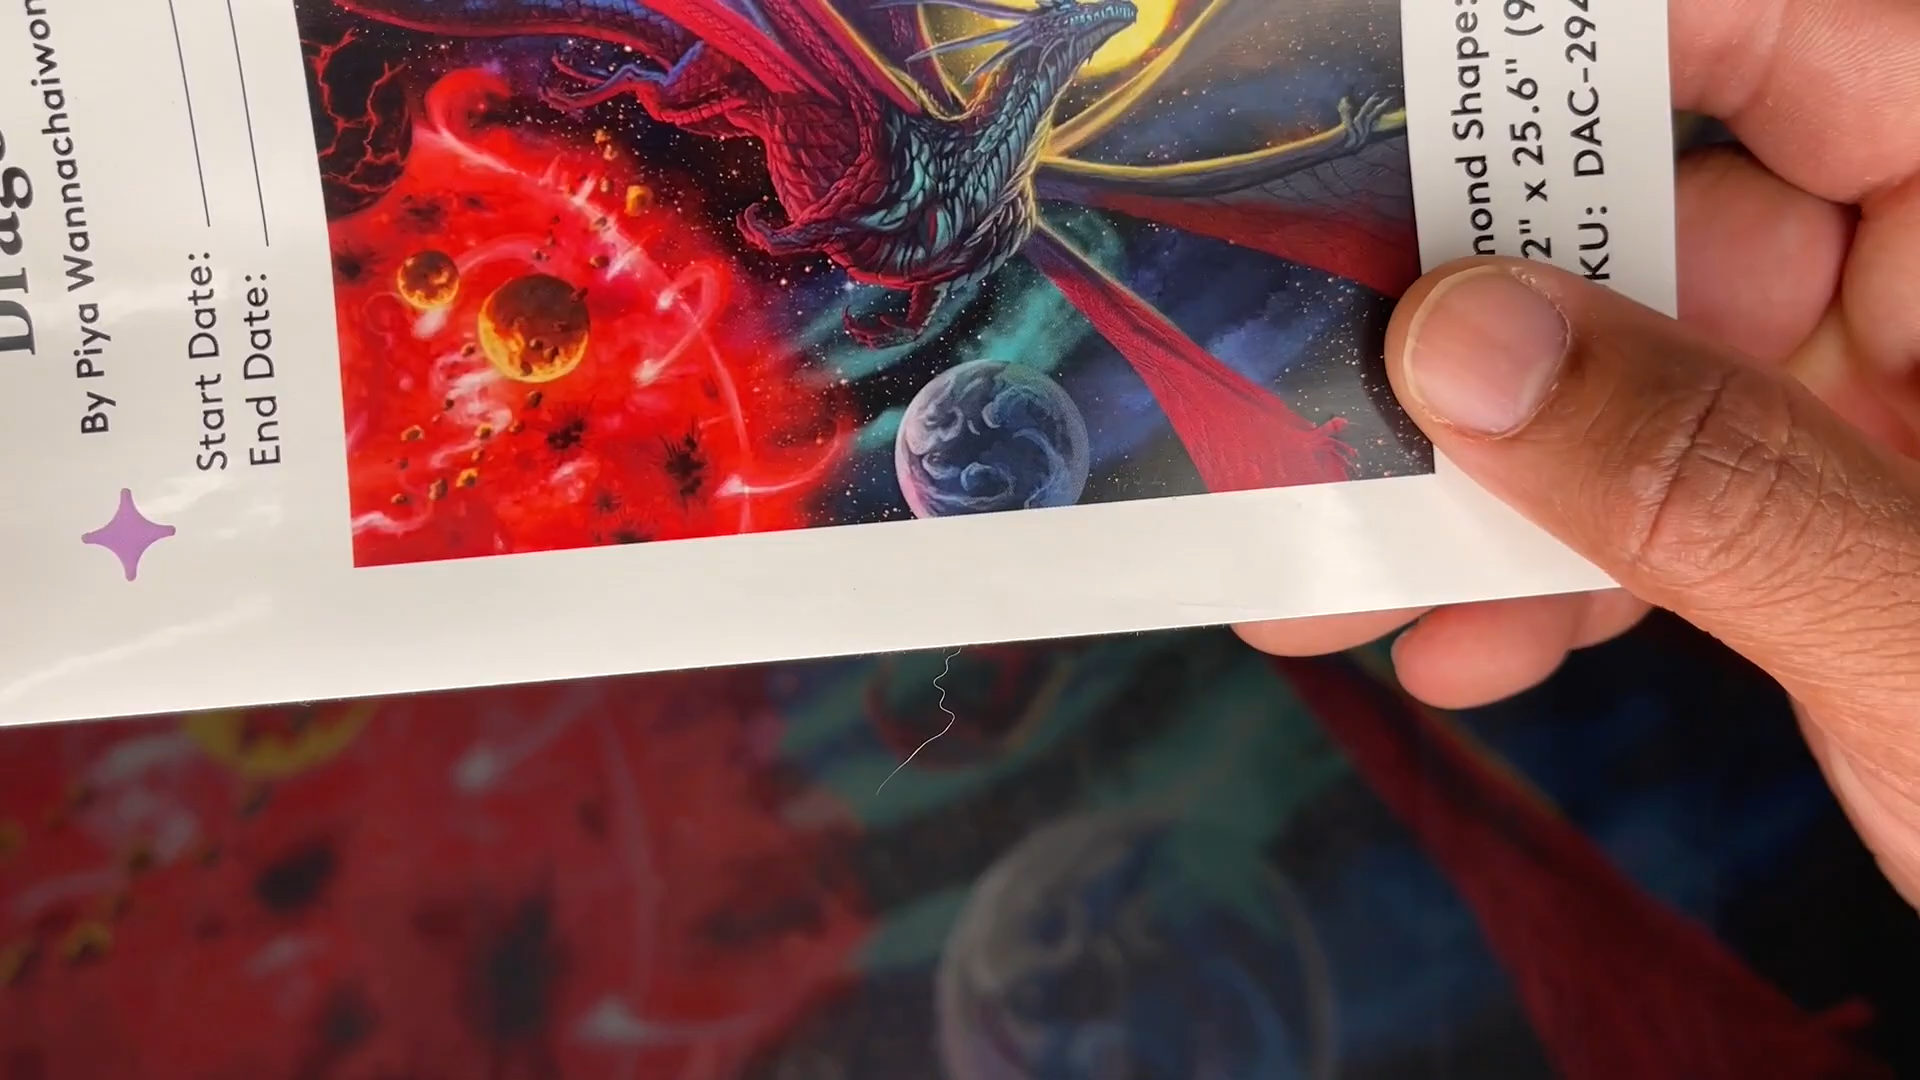 By Piya Wannachaiwon
Start Date:
End Date:
nond Shape:
2" x 25.6" (9
KU: DAC-294